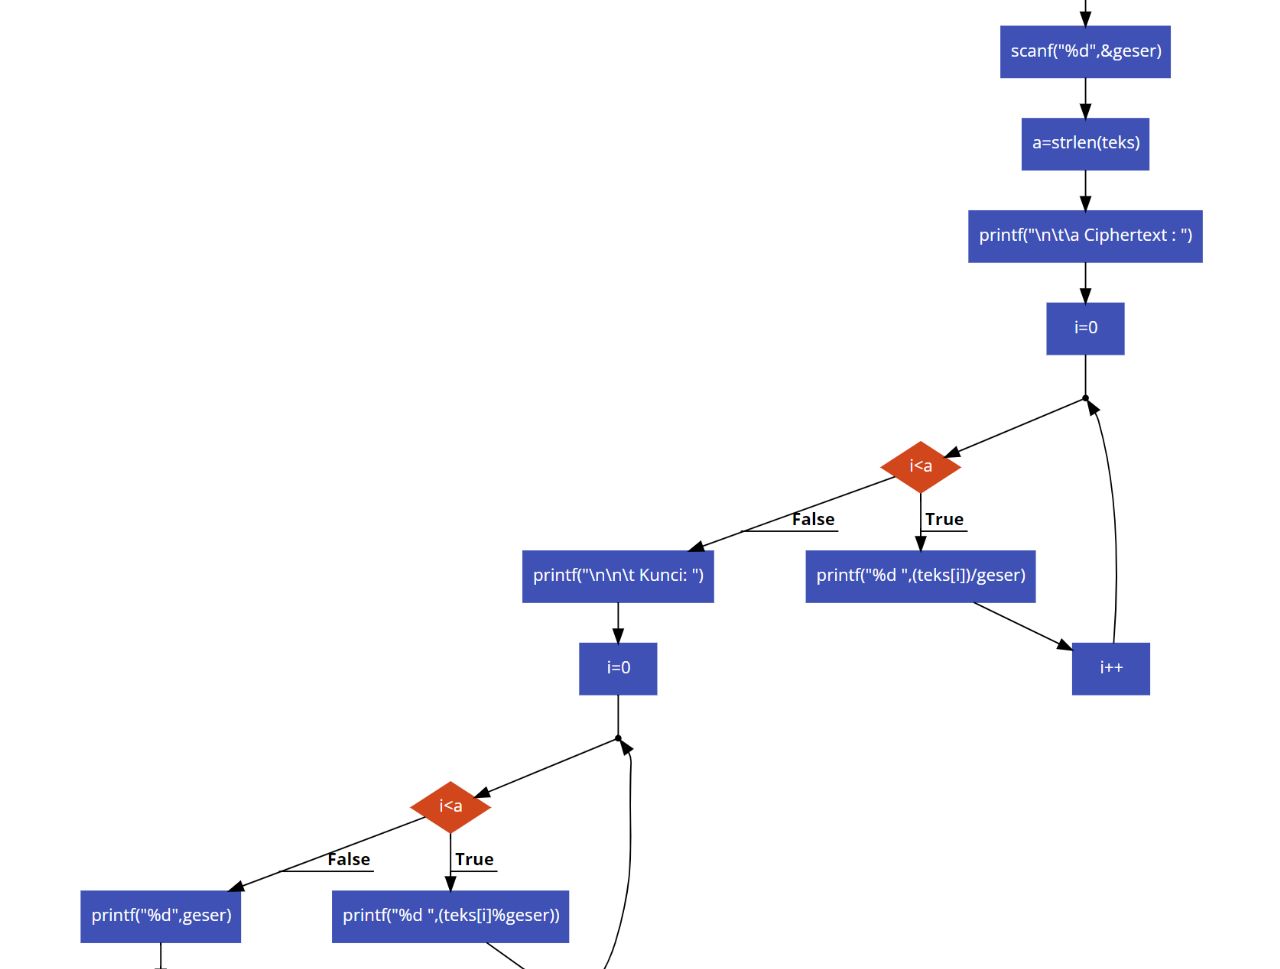 scanf("%d",&geser)
a=strlen(teks)
printf("\n\t\a Ciphertext : ")
i=0
i<a
False
True
printf("\n\n\t Kunci: ")
printf("%d ",(teks[i])/geser)
i=0
i++
i<a
False
True
printf("%d",geser)
printf("%d ",(teks[i]%geser))